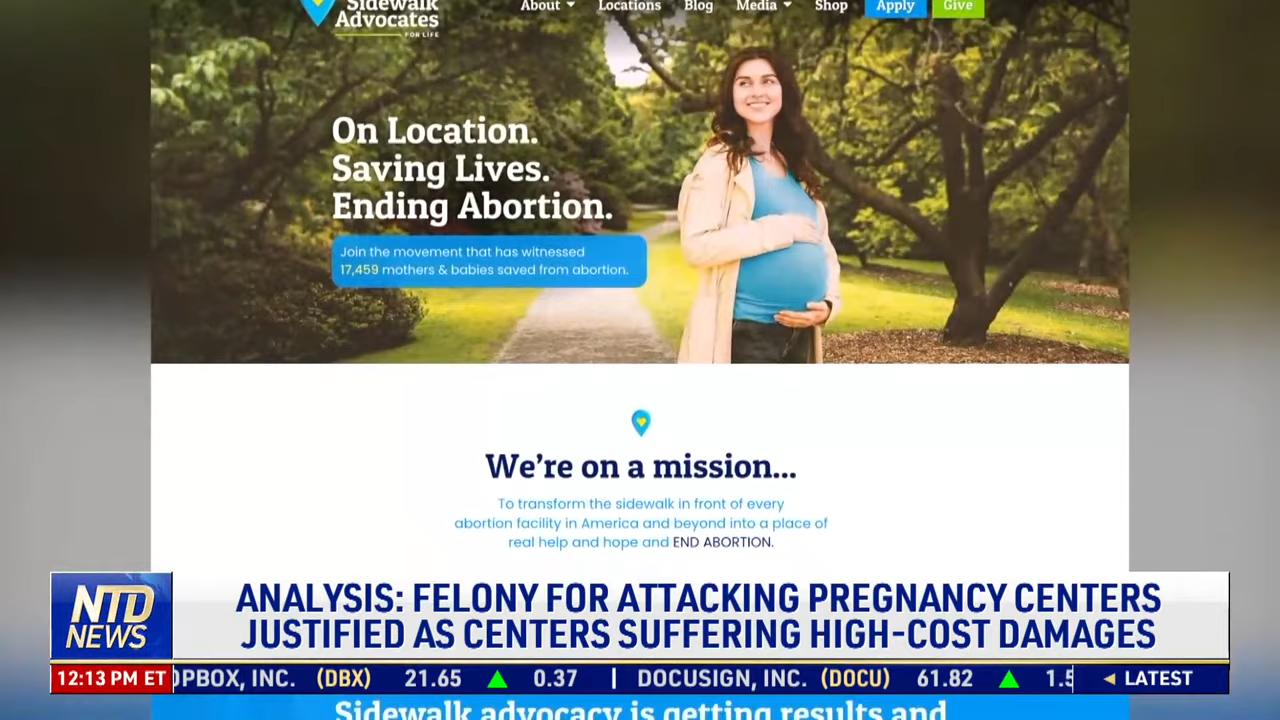 Sidewalk
Advocates
FOR LIFE
About Locations Blog Media Shop Apply Give
On Location.
Saving Lives.
Ending Abortion.
Join the movement that has witnessed
17,459 mothers & babies saved from abortion.
We're on a mission...
To transform the sidewalk in front of every
abortion facility in America and beyond into a place of
real help and hope and END ABORTION.
NTD
NEWS
ANALYSIS: FELONY FOR ATTACKING PREGNANCY CENTERS
JUSTIFIED AS CENTERS SUFFERING HIGH-COST DAMAGES
12:13 PM ET OPBOX, INC. (DBX) 21.65 ▲ 0.37 | DOCUSIGN, INC. (DOCU) 61.82 ▲ 1.5 ◄ LATEST
Sidewalk advocacy is getting results and